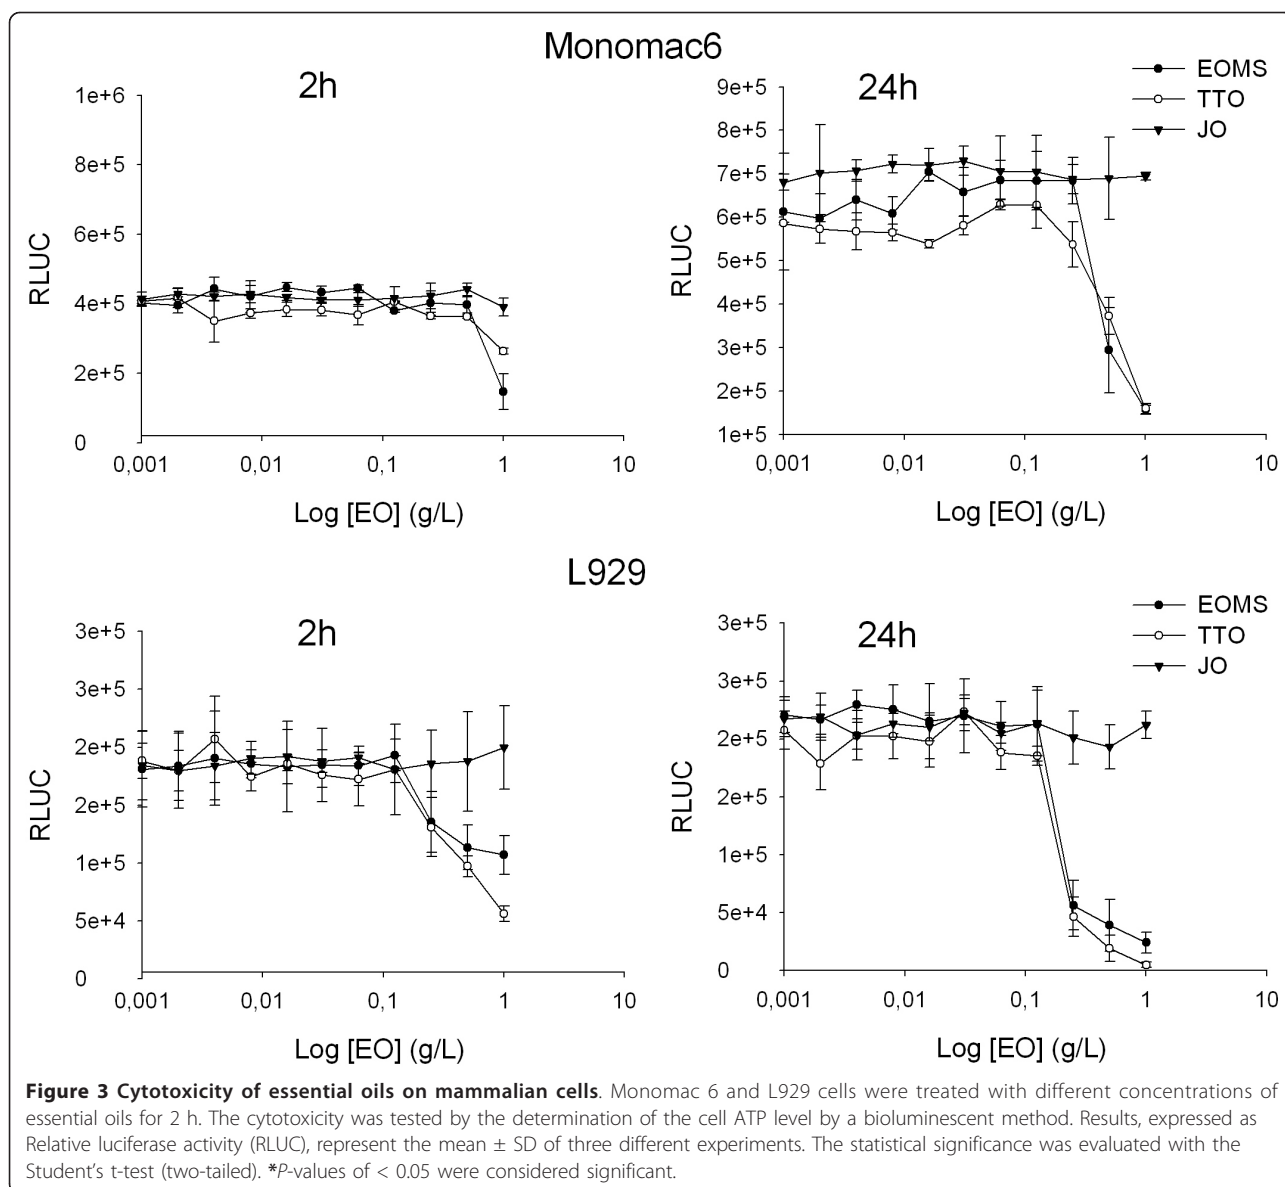 Monomac6
2h
1e+6
8e+5
6e+5
4e+5
2e+5
0
RLUC
0,001 0,01 0,1 1 10
Log [EO] (g/L)
24h
EOMS
TTO
JO
9e+5
8e+5
7e+5
6e+5
5e+5
4e+5
3e+5
2e+5
1e+5
RLUC
0,001 0,01 0,1 1 10
Log [EO] (g/L)
L929
2h
3e+5
3e+5
2e+5
2e+5
1e+5
5e+4
0
RLUC
0,001 0,01 0,1 1 10
Log [EO] (g/L)
24h
EOMS
TTO
JO
3e+5
3e+5
2e+5
2e+5
1e+5
5e+4
0
RLUC
0,001 0,01 0,1 1 10
Log [EO] (g/L)
Figure 3 Cytotoxicity of essential oils on mammalian cells. Monomac 6 and L929 cells were treated with different concentrations of
essential oils for 2 h. The cytotoxicity was tested by the determination of the cell ATP level by a bioluminescent method. Results, expressed as
Relative luciferase activity (RLUC), represent the mean ± SD of three different experiments. The statistical significance was evaluated with the
Student's t-test (two-tailed). *P-values of < 0.05 were considered significant.